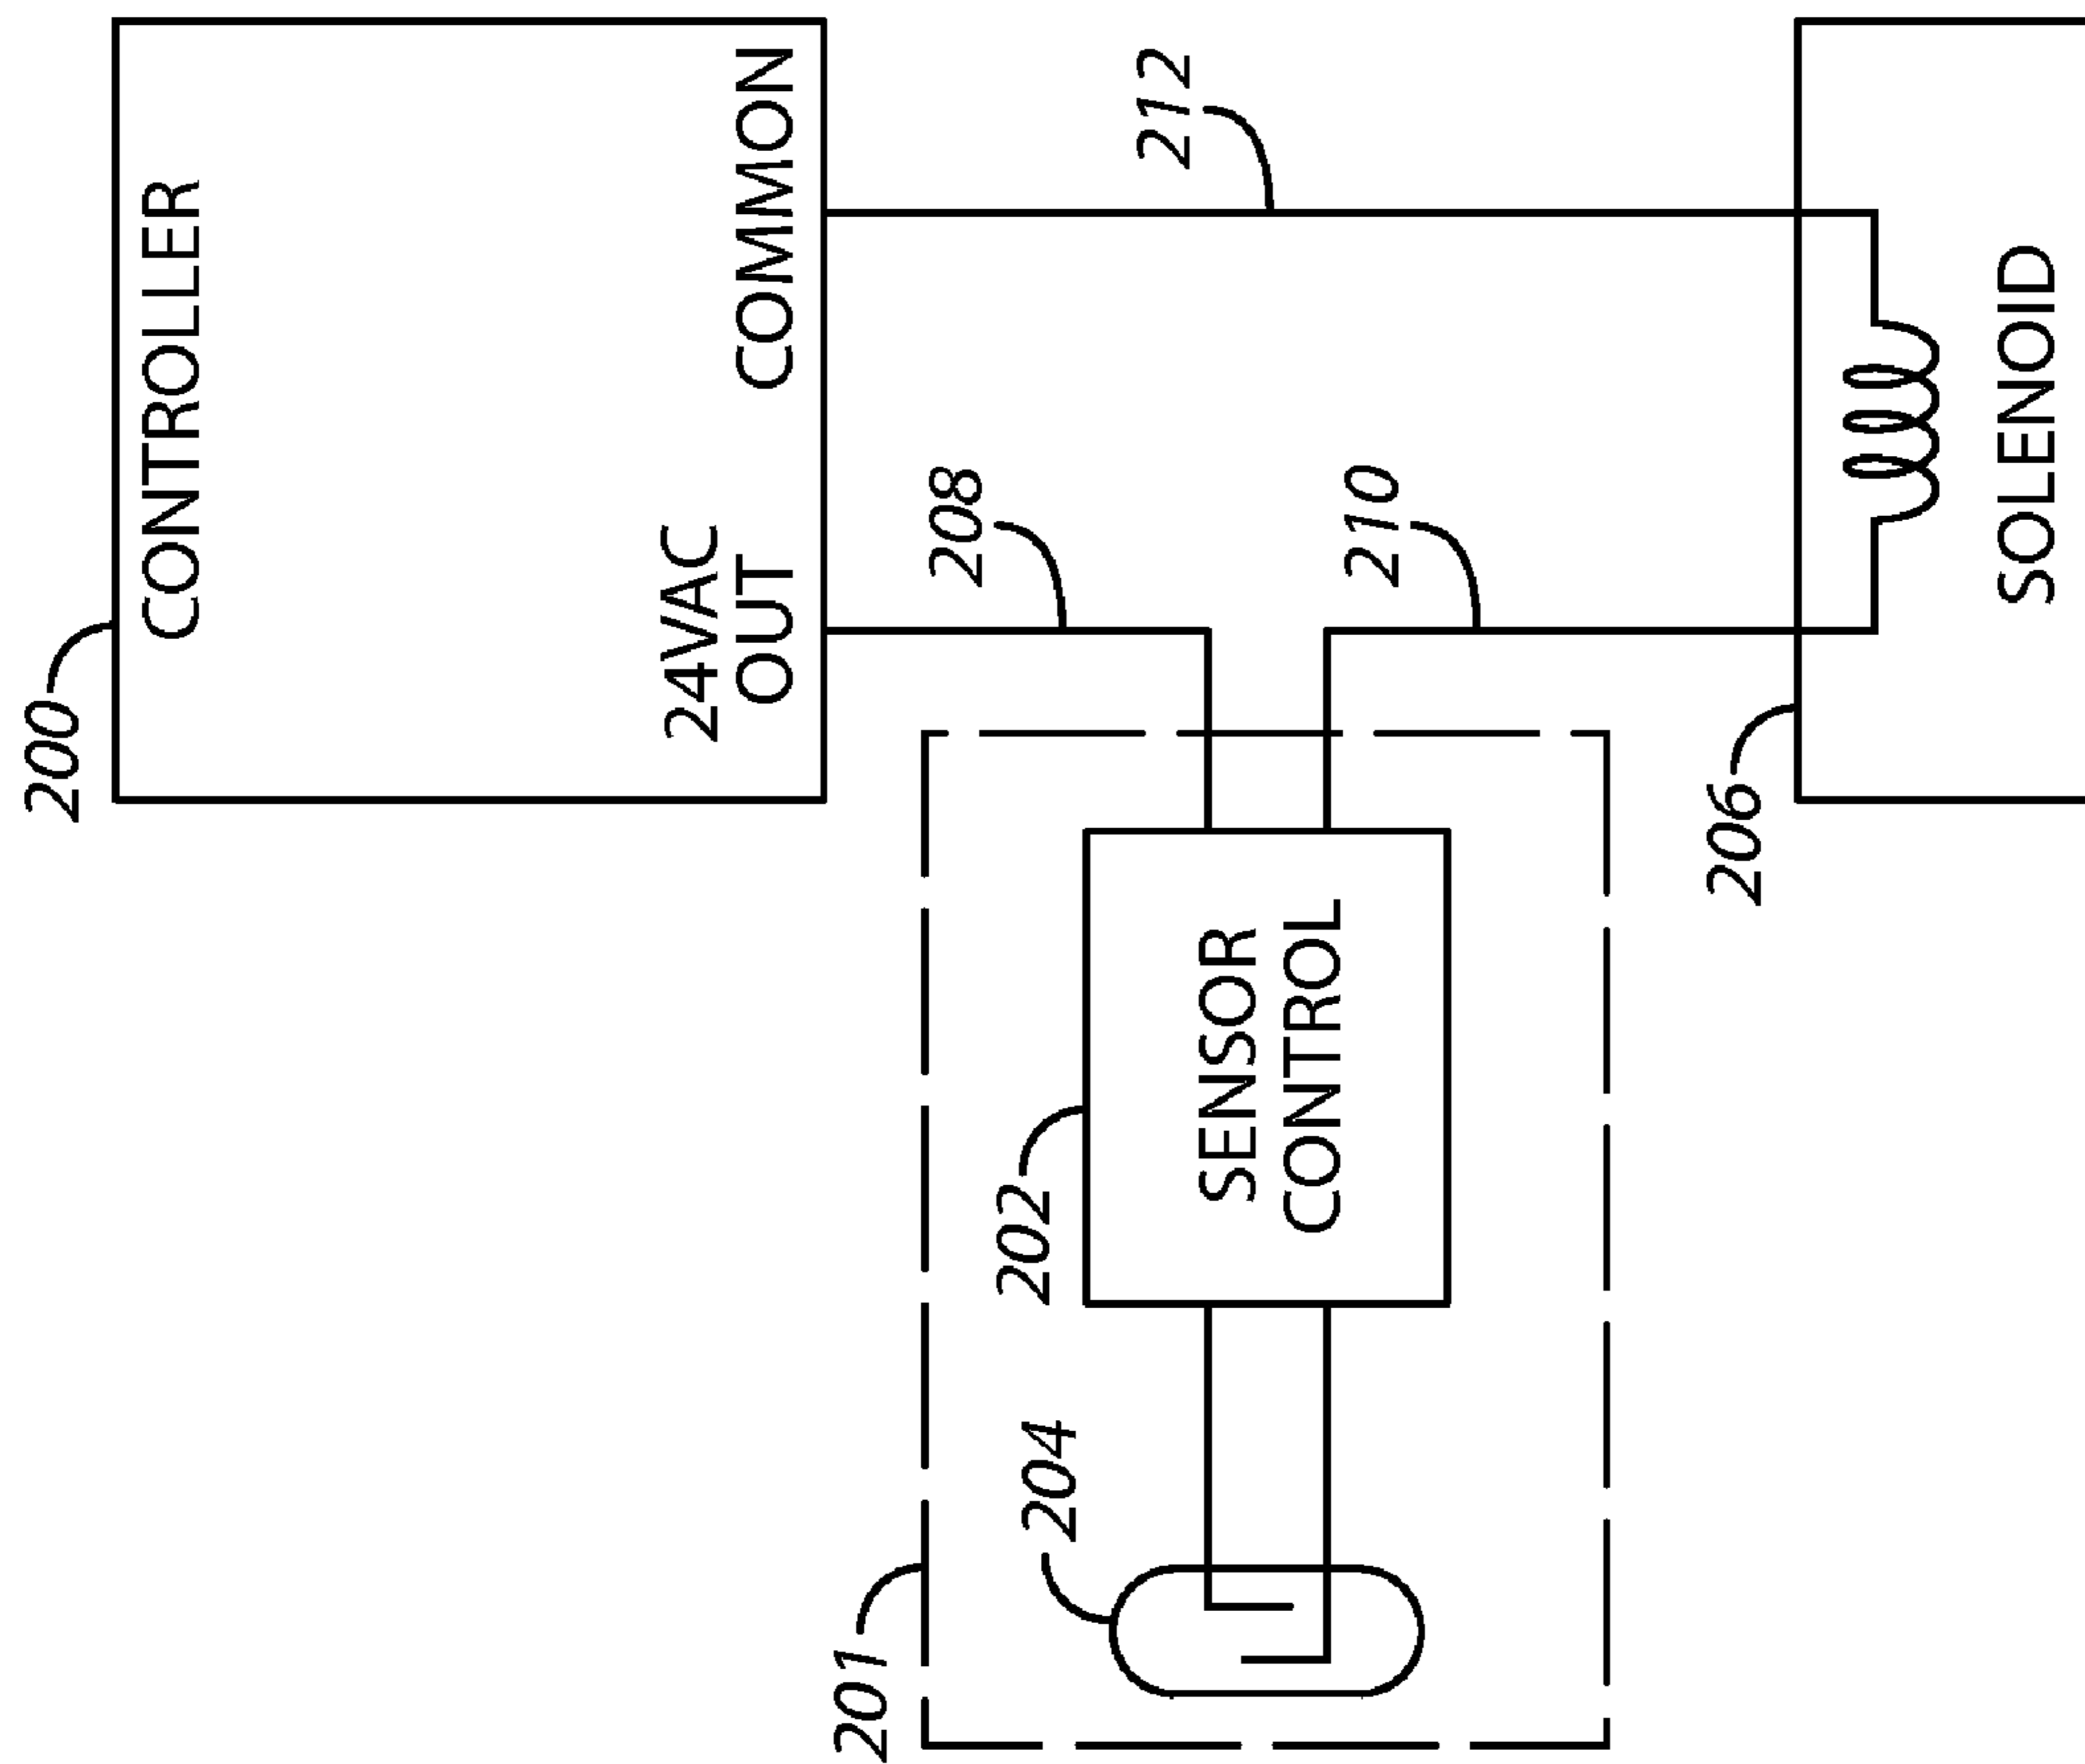 200
CONTROLLER
24VAC
OUT
COMMON
208
212
201
204
202
SENSOR
CONTROL
210
206
SOLENOID